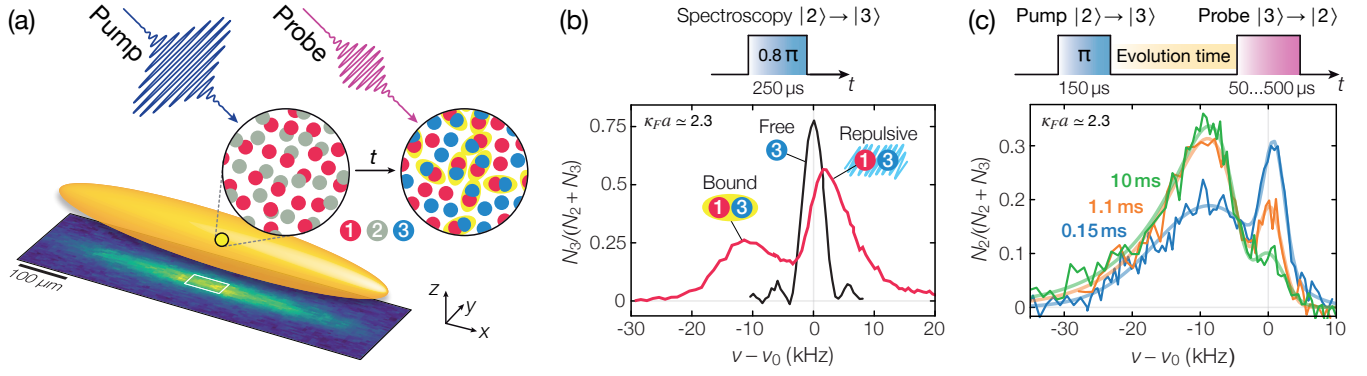 (a)
Pump
Probe
t
1 2 3
100 µm
z
y
x
(b)
Spectroscopy |2⟩→|3⟩
0.8 π
250 µs
t
κFa ≃ 2.3
Free
3
Repulsive
1 3
Bound
1 3
N3/(N2 + N3)
0.75
0.5
0.25
0
-30 -20 -10 0 10 20
ν – ν0 (kHz)
(c)
Pump |2⟩→|3⟩ Probe |3⟩→|2⟩
π
Evolution time
150 µs
50...500 µs
t
κFa ≃ 2.3
10 ms
1.1 ms
0.15 ms
N2/(N2 + N3)
0.3
0.2
0.1
0
-30 -20 -10 0 10
ν – ν0 (kHz)